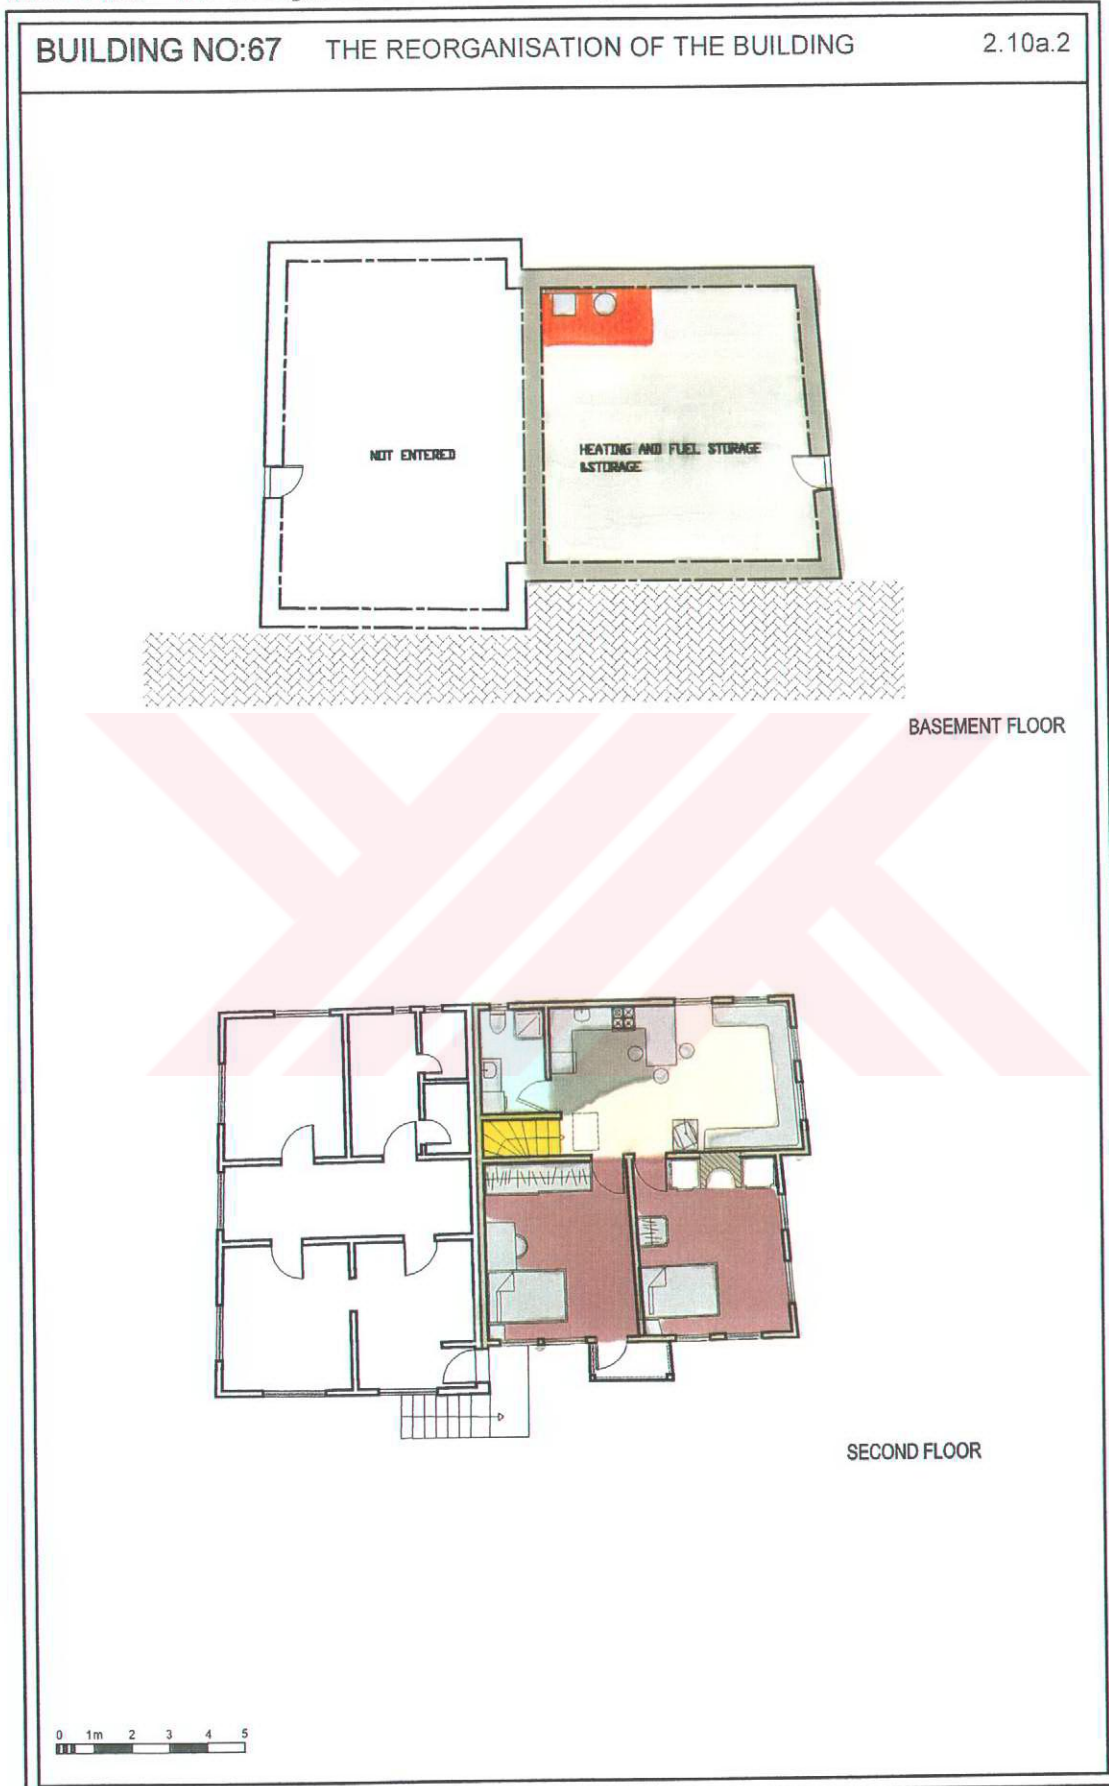 BUILDING NO:67 THE REORGANISATION OF THE BUILDING 2.10a.2
NOT ENTERED
HEATING AND FUEL STORAGE
&STORAGE
BASEMENT FLOOR
SECOND FLOOR
0 1m 2 3 4 5